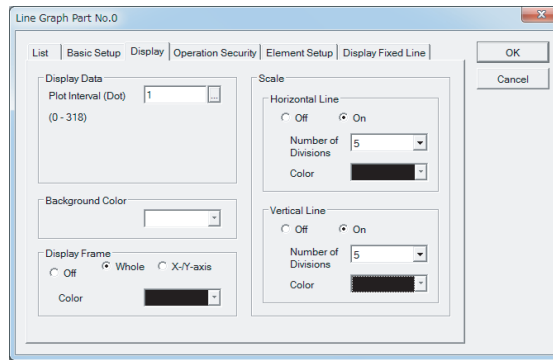 Line Graph Part No.0
List Basic Setup Display Operation Security Element Setup Display Fixed Line
OK
Cancel
Display Data
Plot Interval (Dot) 1 ...
(0 - 318)
Background Color
Display Frame
Off Whole X-/Y-axis
Color
Scale
Horizontal Line
Off On
Number of
Divisions
5
Color
Vertical Line
Off On
Number of
Divisions
5
Color